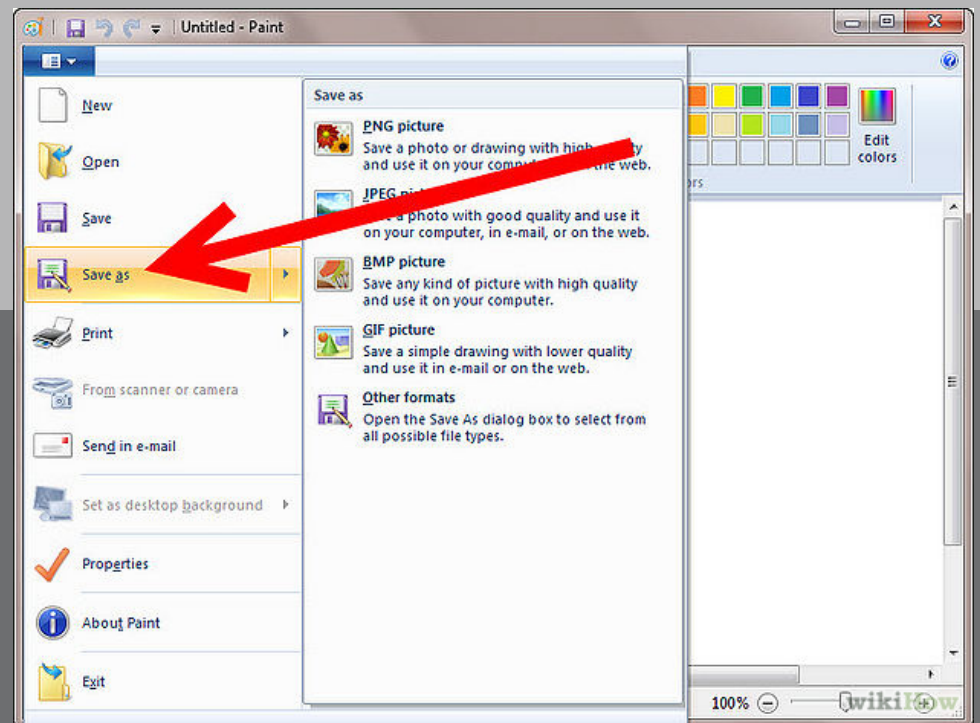 Untitled - Paint
New
Open
Save
Save as
Print
From scanner or camera
Send in e-mail
Set as desktop background
Properties
About Paint
Exit
Save as
PNG picture
Save a photo or drawing with high
and use it on your the web.
JPEG
a photo with good quality and use it
on your computer, in e-mail, or on the web.
BMP picture
Save any kind of picture with high quality
and use it on your computer.
GIF picture
Save a simple drawing with lower quality
and use it in e-mail or on the web.
Other formats
Open the Save As dialog box to select from
all possible file types.
Edit
colors
100%
wikiHow